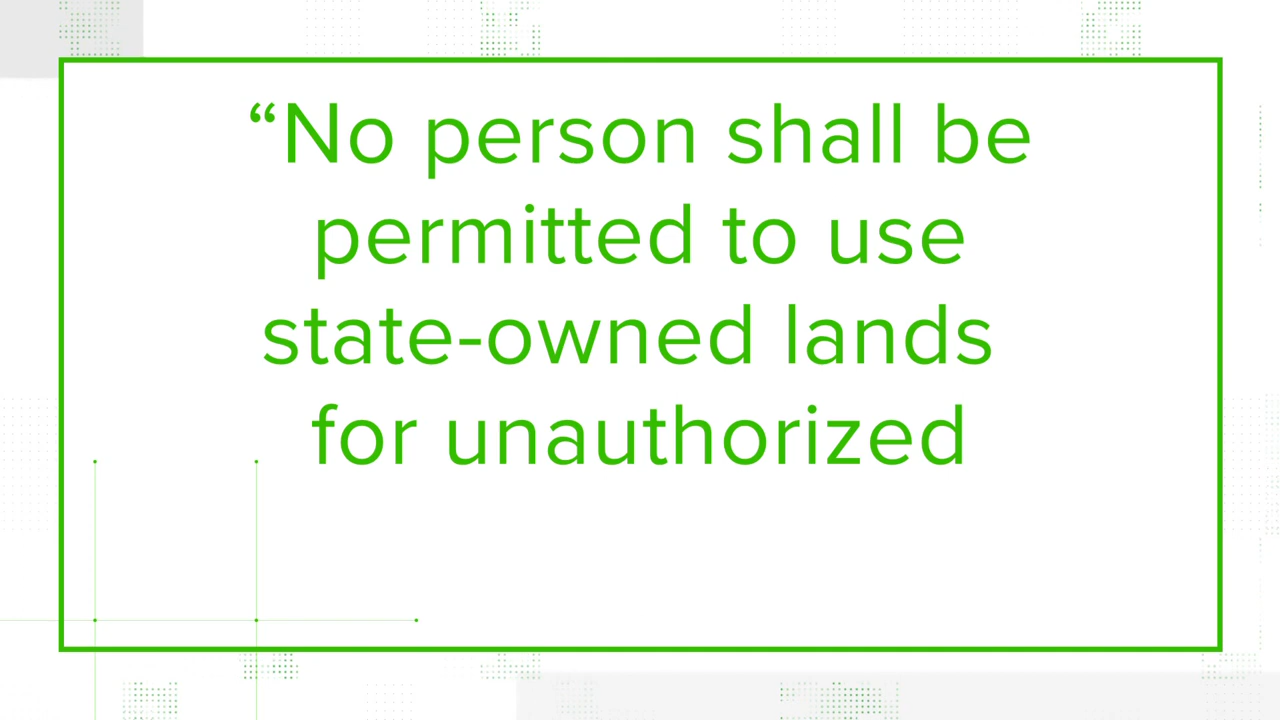 “No person shall be
permitted to use
state-owned lands
for unauthorized